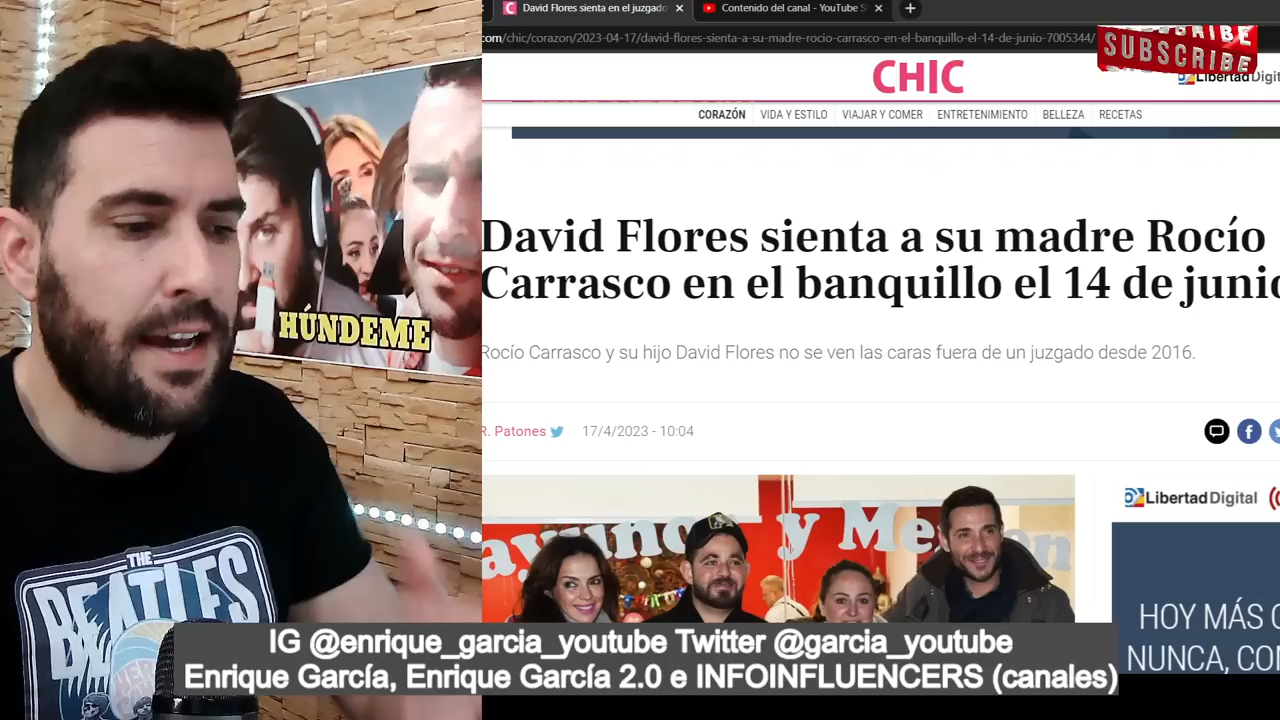 David Flores sienta en el juzgado
Contenido del canal - YouTube S
com/chic/corazon/2023-04-17/david-flores-sienta-a-su-madre-rocio-carrasco-en-el-banquillo-el-14-de-junio-7005344/
SUBSCRIBE
SUBSCRIBE
CHIC
Libertad Digita
CORAZÓN VIDA Y ESTILO VIAJAR Y COMER ENTRETENIMIENTO BELLEZA RECETAS
David Flores sienta a su madre Rocío
Carrasco en el banquillo el 14 de junio
Rocío Carrasco y su hijo David Flores no se ven las caras fuera de un juzgado desde 2016.
R. Patones 17/4/2023 - 10:04
HÚNDEME
Libertad Digital
THE
BEATLES
HOY MÁS
NUNCA, CO
IG @enrique_garcia_youtube Twitter @garcia_youtube
Enrique García, Enrique García 2.0 e INFOINFLUENCERS (canales)